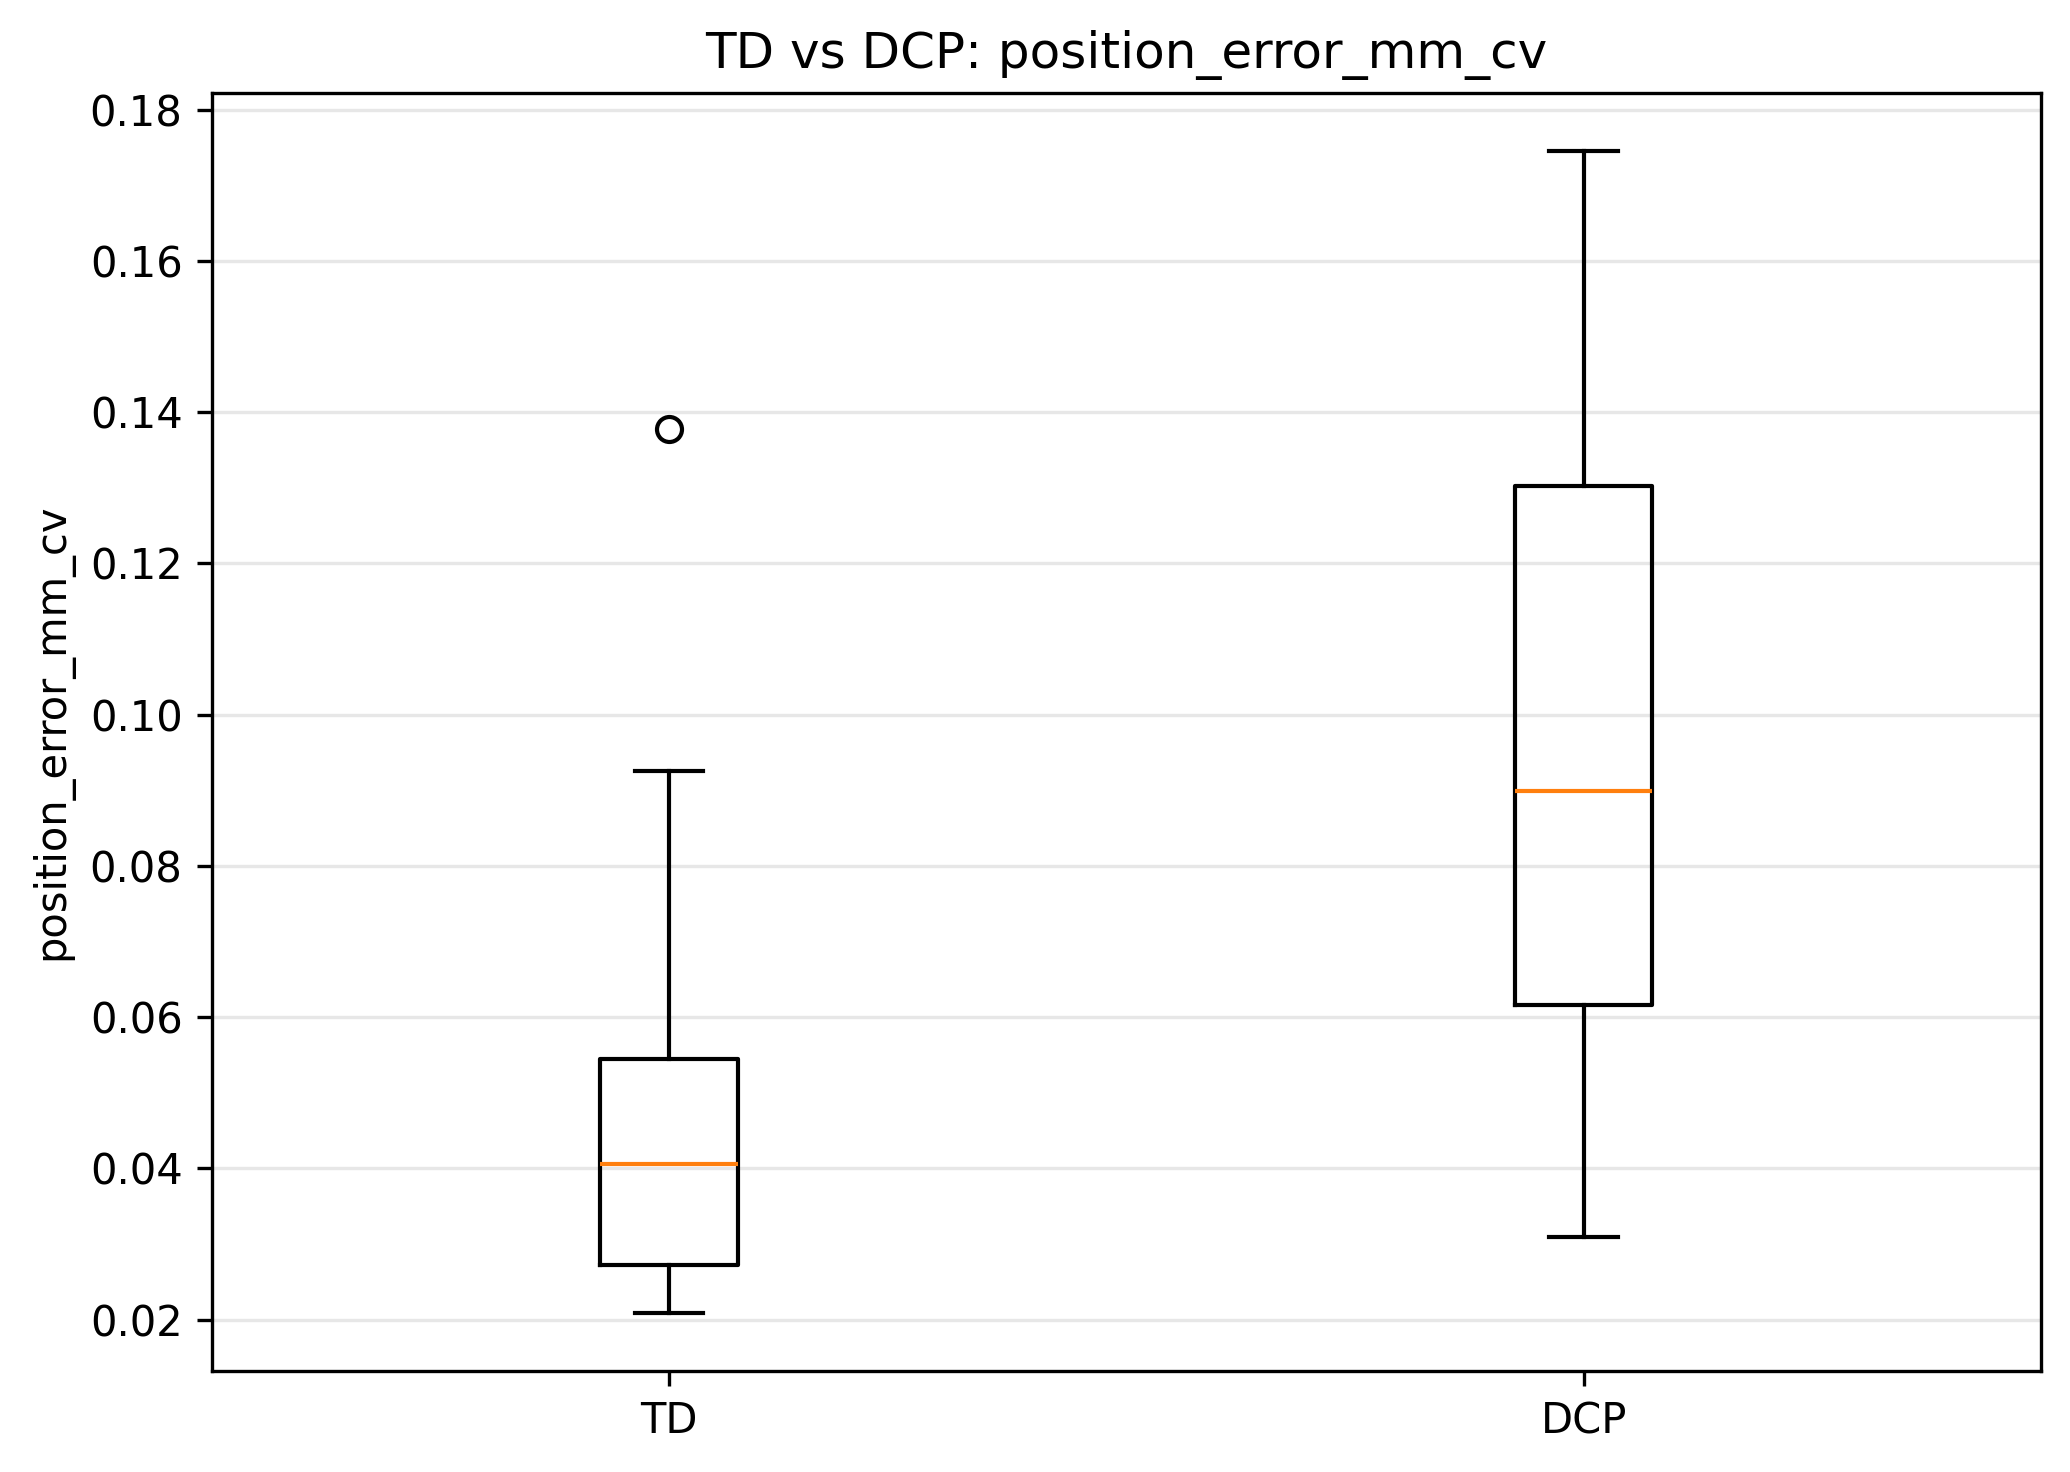 TD vs DCP: position_error_mm_cv
position_error_mm_cv
0.18
0.16
0.14
0.12
0.10
0.08
0.06
0.04
0.02
TD
DCP